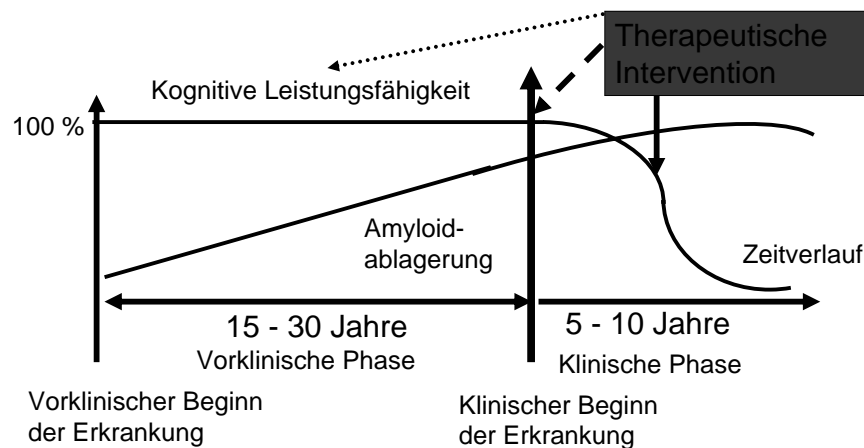 Therapeutische
Intervention
Kognitive Leistungsfähigkeit
100 %
Amyloid-
ablagerung
Zeitverlauf
15 - 30 Jahre
Vorklinische Phase
5 - 10 Jahre
Klinische Phase
Vorklinischer Beginn
der Erkrankung
Klinischer Beginn
der Erkrankung